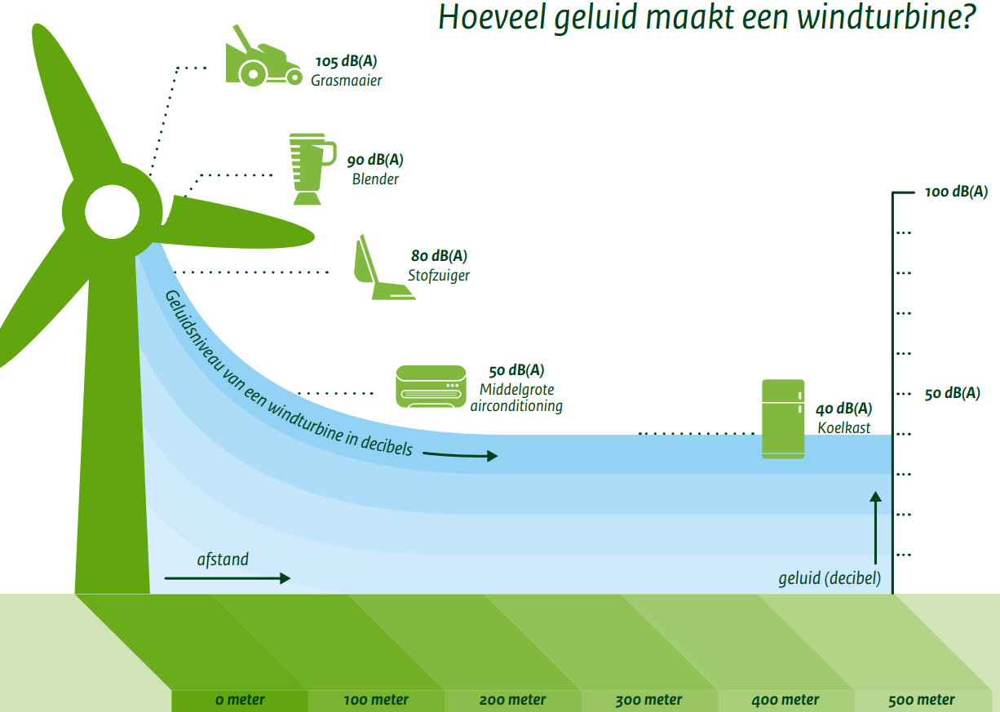 Hoeveel geluid maakt een windturbine?
105 dB(A)
Grasmaaier
90 dB(A)
Blender
80 dB(A)
Stofzuiger
50 dB(A)
Middelgrote
airconditioning
40 dB(A)
Koelkast
100 dB(A)
50 dB(A)
Geluidsniveau van een windturbine in decibels
afstand
geluid (decibel)
0 meter
100 meter
200 meter
300 meter
400 meter
500 meter